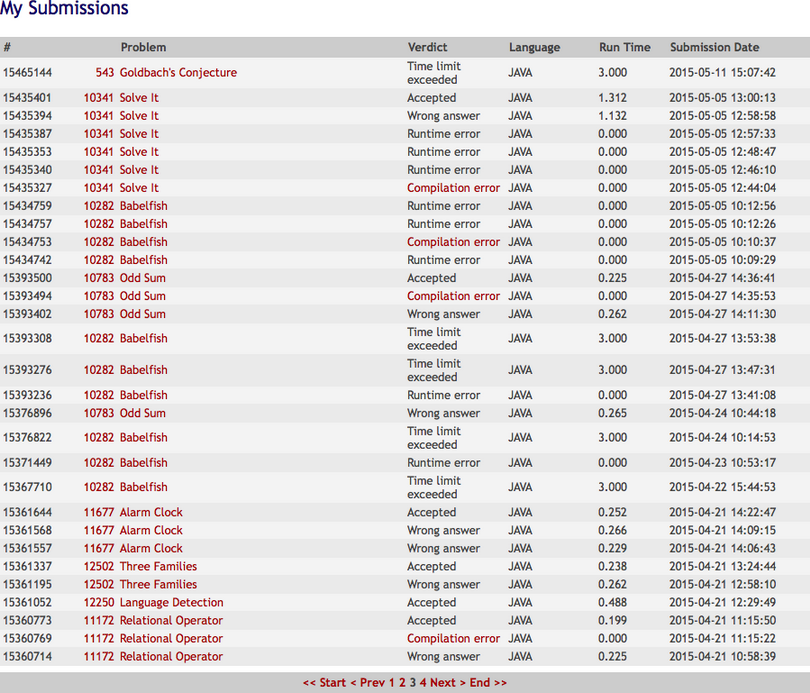 My Submissions
# Problem Verdict Language Run Time Submission Date
15465144 543 Goldbach's Conjecture Time limit exceeded JAVA 3.000 2015-05-11 15:07:42
15435401 10341 Solve It Accepted JAVA 1.312 2015-05-05 13:00:13
15435394 10341 Solve It Wrong answer JAVA 1.132 2015-05-05 12:58:58
15435387 10341 Solve It Runtime error JAVA 0.000 2015-05-05 12:57:33
15435353 10341 Solve It Runtime error JAVA 0.000 2015-05-05 12:48:47
15435340 10341 Solve It Runtime error JAVA 0.000 2015-05-05 12:46:10
15435327 10341 Solve It Compilation error JAVA 0.000 2015-05-05 12:44:04
15434759 10282 Babelfish Runtime error JAVA 0.000 2015-05-05 10:12:56
15434757 10282 Babelfish Runtime error JAVA 0.000 2015-05-05 10:12:26
15434753 10282 Babelfish Compilation error JAVA 0.000 2015-05-05 10:10:37
15434742 10282 Babelfish Runtime error JAVA 0.000 2015-05-05 10:09:29
15393500 10783 Odd Sum Accepted JAVA 0.225 2015-04-27 14:36:41
15393494 10783 Odd Sum Compilation error JAVA 0.000 2015-04-27 14:35:53
15393402 10783 Odd Sum Wrong answer JAVA 0.262 2015-04-27 14:11:30
15393308 10282 Babelfish Time limit exceeded JAVA 3.000 2015-04-27 13:53:38
15393276 10282 Babelfish Time limit exceeded JAVA 3.000 2015-04-27 13:47:31
15393236 10282 Babelfish Runtime error JAVA 0.000 2015-04-27 13:41:08
15376896 10783 Odd Sum Wrong answer JAVA 0.265 2015-04-24 10:44:18
15376822 10282 Babelfish Time limit exceeded JAVA 3.000 2015-04-24 10:14:53
15371449 10282 Babelfish Runtime error JAVA 0.000 2015-04-23 10:53:17
15367710 10282 Babelfish Time limit exceeded JAVA 3.000 2015-04-22 15:44:53
15361644 11677 Alarm Clock Accepted JAVA 0.252 2015-04-21 14:22:47
15361568 11677 Alarm Clock Wrong answer JAVA 0.266 2015-04-21 14:09:15
15361557 11677 Alarm Clock Wrong answer JAVA 0.229 2015-04-21 14:06:43
15361337 12502 Three Families Accepted JAVA 0.238 2015-04-21 13:24:44
15361195 12502 Three Families Wrong answer JAVA 0.262 2015-04-21 12:58:10
15361052 12250 Language Detection Accepted JAVA 0.488 2015-04-21 12:29:49
15360773 11172 Relational Operator Accepted JAVA 0.199 2015-04-21 11:15:50
15360769 11172 Relational Operator Compilation error JAVA 0.000 2015-04-21 11:15:22
15360714 11172 Relational Operator Wrong answer JAVA 0.225 2015-04-21 10:58:39
<< Start < Prev 1 2 3 4 Next > End >>